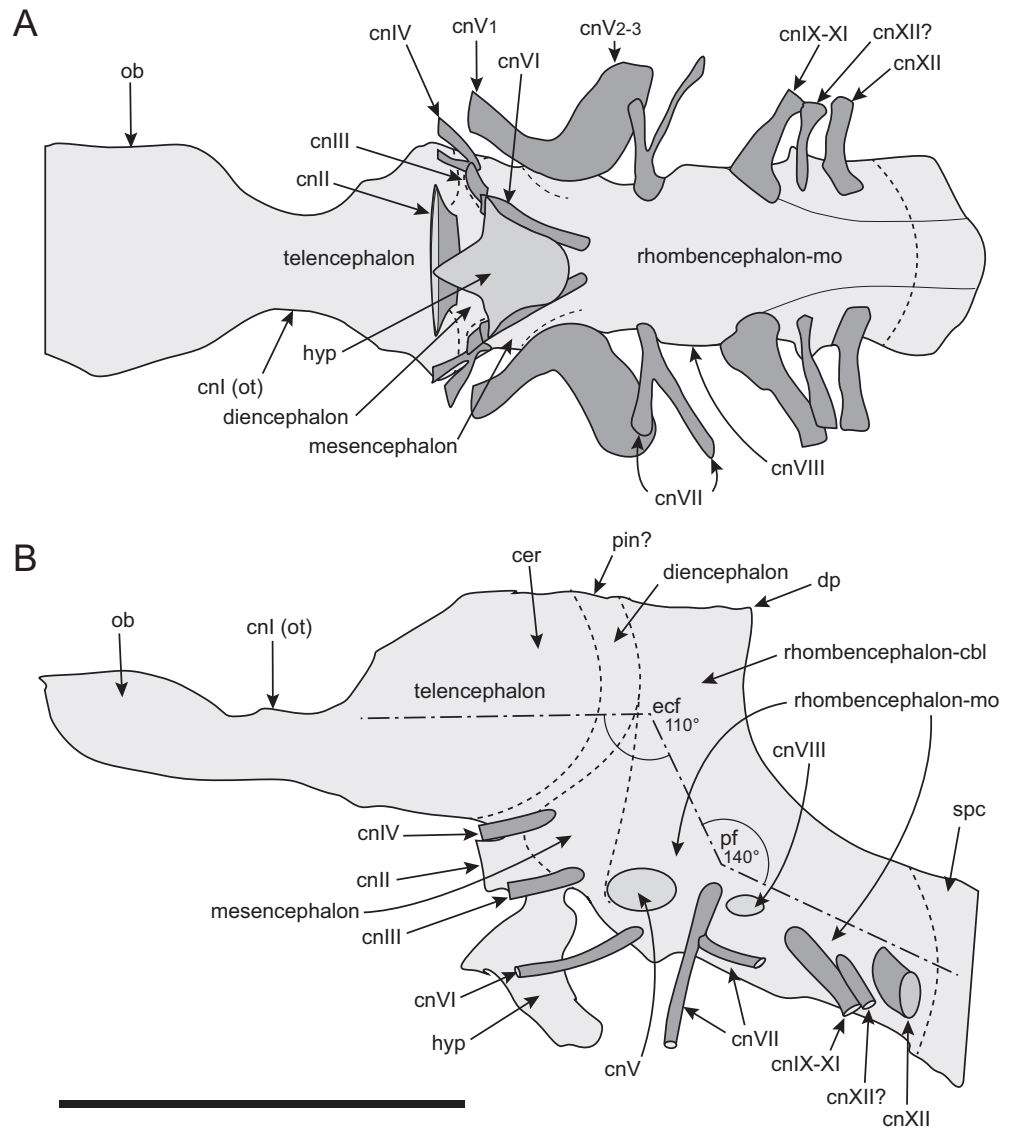 A
cnIV
cnV1
cnV2-3
cnIX-XI
cnXII?
cnXII
cnVI
ob
cnIII
cnII
telencephalon
rhombencephalon-mo
hyp
cnI (ot)
diencephalon
mesencephalon
cnVIII
cnVII
B
pin?
cer
diencephalon
dp
ob
cnI (ot)
rhombencephalon-cbl
telencephalon
rhombencephalon-mo
ecf
110°
cnVIII
spc
cnIV
pf
140°
cnII
mesencephalon
cnIII
cnVI
hyp
cnVII
cnV
cnIX-XI
cnXII?
cnXII